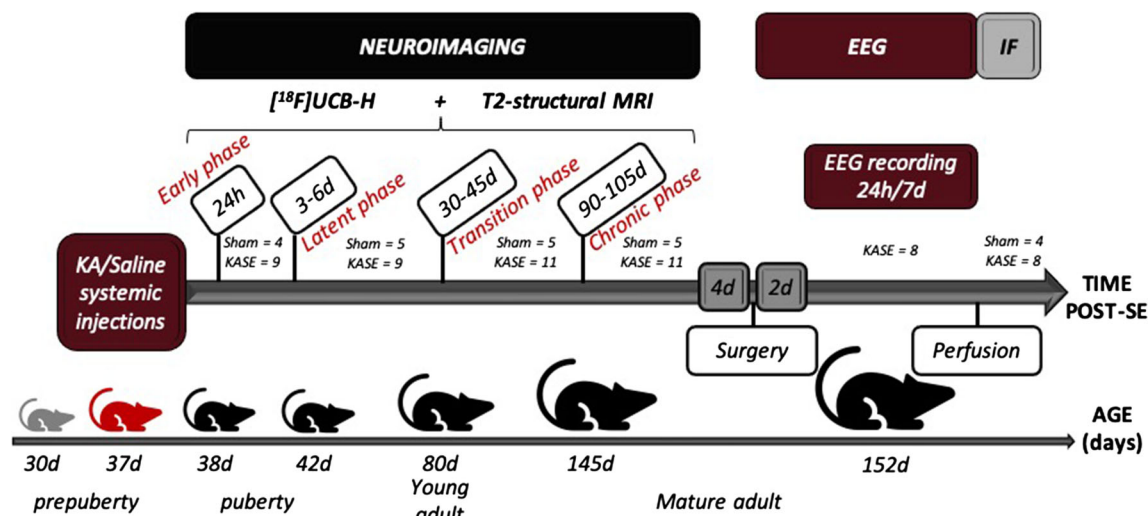 NEUROIMAGING
EEG
IF
[¹⁸F]UCB-H + T2-structural MRI
EEG recording
24h/7d
Early phase
24h
3-6d
Latent phase
30-45d
Transition phase
90-105d
Chronic phase
KA/Saline
systemic
injections
Sham = 4
KASE = 9
Sham = 5
KASE = 9
Sham = 5
KASE = 11
Sham = 5
KASE = 11
KASE = 8
Sham = 4
KASE = 8
4d
2d
TIME
POST-SE
Surgery
Perfusion
AGE
(days)
30d 37d 38d 42d 80d 145d 152d
prepuberty puberty Young Mature adult
adult